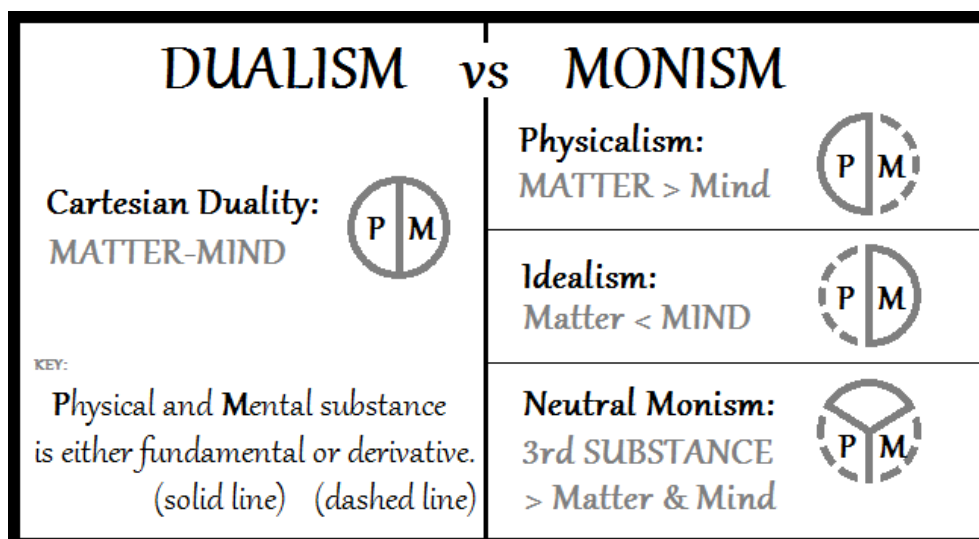 DUALISM vs MONISM
Cartesian Duality:
MATTER-MIND
P M
KEY:
Physical and Mental substance
is either fundamental or derivative.
(solid line) (dashed line)
Physicalism:
MATTER > Mind
P M
Idealism:
Matter < MIND
P M
Neutral Monism:
3rd SUBSTANCE
> Matter & Mind
P M